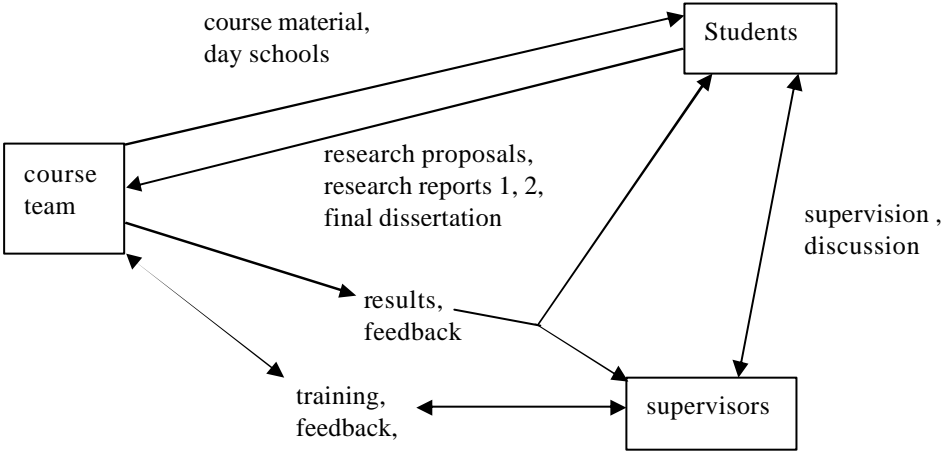 course material,
day schools
Students
course
team
research proposals,
research reports 1, 2,
final dissertation
supervision ,
discussion
results,
feedback
training,
feedback,
supervisors